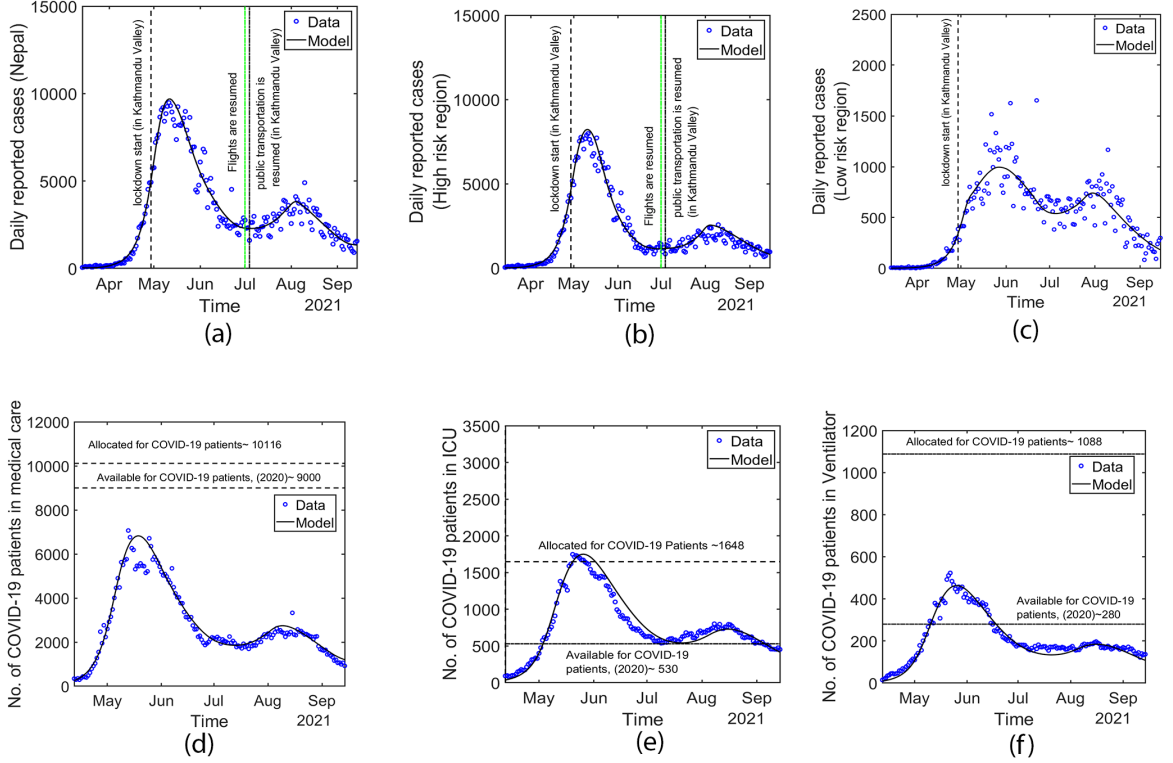 Daily reported cases (Nepal)
15000
10000
5000
0
lockdown start (in Kathmandu Valley)
Flights are resumed
public transportation is
resumed (in Kathmandu Valley)
Data
Model
Apr May Jun Jul Aug Sep
Time
2021
(a)
Daily reported cases
(High risk region)
15000
10000
5000
0
lockdown start (in Kathmandu Valley)
Flights are resumed
public transportation is resumed
(in Kathmandu Valley)
Data
Model
Apr May Jun Jul Aug Sep
Time
2021
(b)
Daily reported cases
(Low risk region)
2500
2000
1500
1000
500
0
lockdown start (in Kathmandu Valley)
Data
Model
Apr May Jun Jul Aug Sep
Time
2021
(c)
No. of COVID-19 patients in medical care
12000
10000
8000
6000
4000
2000
0
Allocated for COVID-19 patients~ 10116
Available for COVID-19 patients, (2020)~ 9000
Data
Model
May Jun Jul Aug Sep
Time
2021
(d)
No. of COVID-19 patients in ICU
3500
3000
2500
2000
1500
1000
500
0
Data
Model
Allocated for COVID-19 Patients ~1648
Available for COVID-19
patients, (2020)~ 530
May Jun Jul Aug Sep
Time
2021
(e)
No. of COVID-19 patients in Ventilator
1200
1000
800
600
400
200
0
Allocated for COVID-19 patients~ 1088
Data
Model
Available for COVID-19
patients, (2020)~280
May Jun Jul Aug Sep
Time
2021
(f)